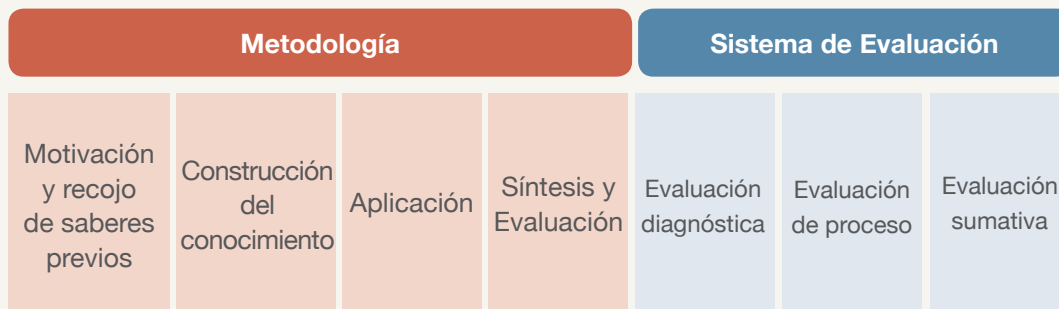 Metodología
Sistema de Evaluación
Motivación
y recojo
de saberes
previos
Construcción
del
conocimiento
Aplicación
Síntesis y
Evaluación
Evaluación
diagnóstica
Evaluación
de proceso
Evaluación
sumativa